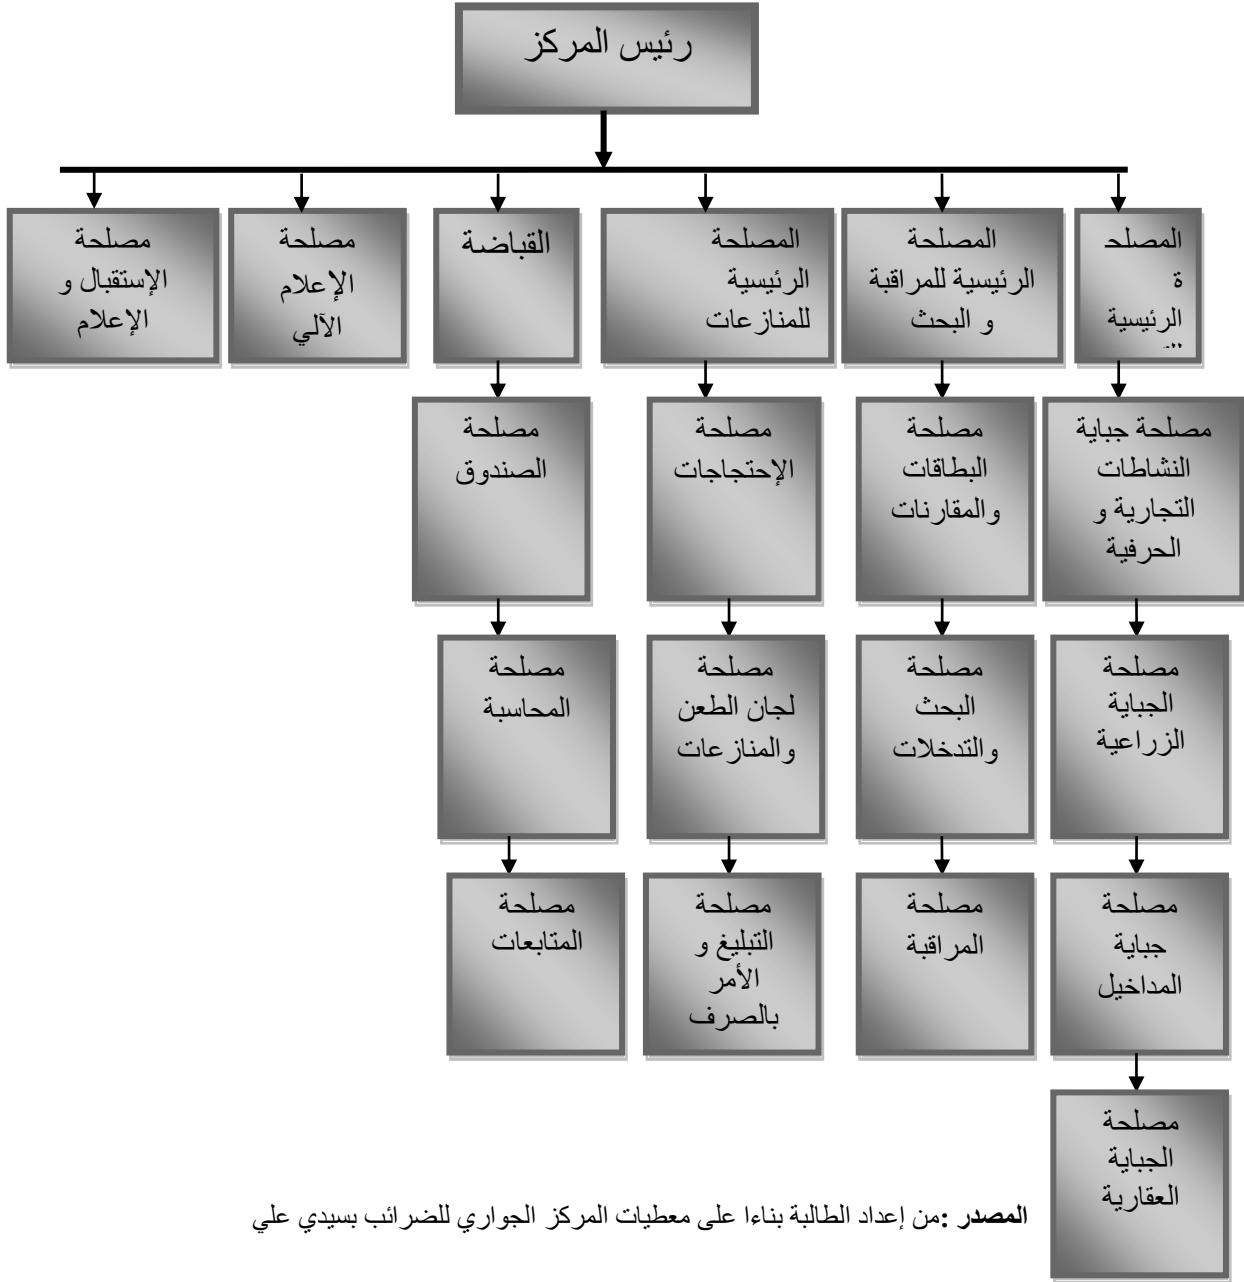 رئيس المركز
المصلحـ
ة
الرئيسية
المصلحة
الرئيسية للمراقبة
و البحث
المصلحة
الرئيسية
للمنازعات
القباضة
مصلحة
الإعلام
الآلي
مصلحة
الإستقبال و
الإعلام
مصلحة جباية
النشاطات
التجارية و
الحرفية
مصلحة
البطاقات
والمقارنات
مصلحة
الإحتجاجات
مصلحة
الصندوق
مصلحة
الجباية
الزراعية
مصلحة
البحث
والتدخلات
مصلحة
لجان الطعن
والمنازعات
مصلحة
المحاسبة
مصلحة
جباية
المداخيل
مصلحة
المراقبة
مصلحة
التبليغ و
الأمر
بالصرف
مصلحة
المتابعات
مصلحة
الجباية
العقارية
المصدر :من إعداد الطالبة بناءا على معطيات المركز الجواري للضرائب بسيدي علي